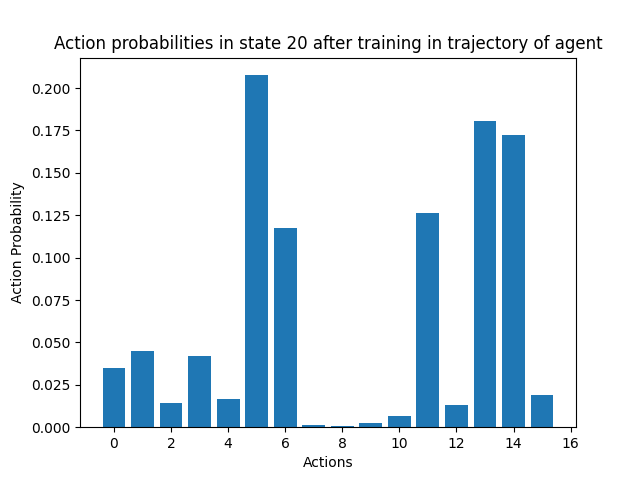 Action probabilities in state 20 after training in trajectory of agent
0.200
0.175
0.150
0.125
0.100
0.075
0.050
0.025
0.000
Action Probability
0 2 4 6 8 10 12 14 16
Actions